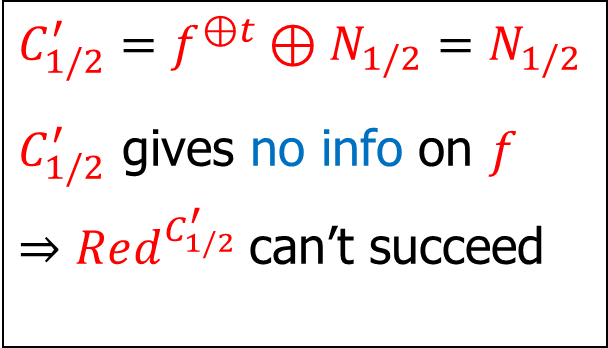 C′₁/₂ = f^⊕t ⊕ N₁/₂ = N₁/₂
C′₁/₂ gives no info on f
⇒ Red^C′₁/₂ can't succeed